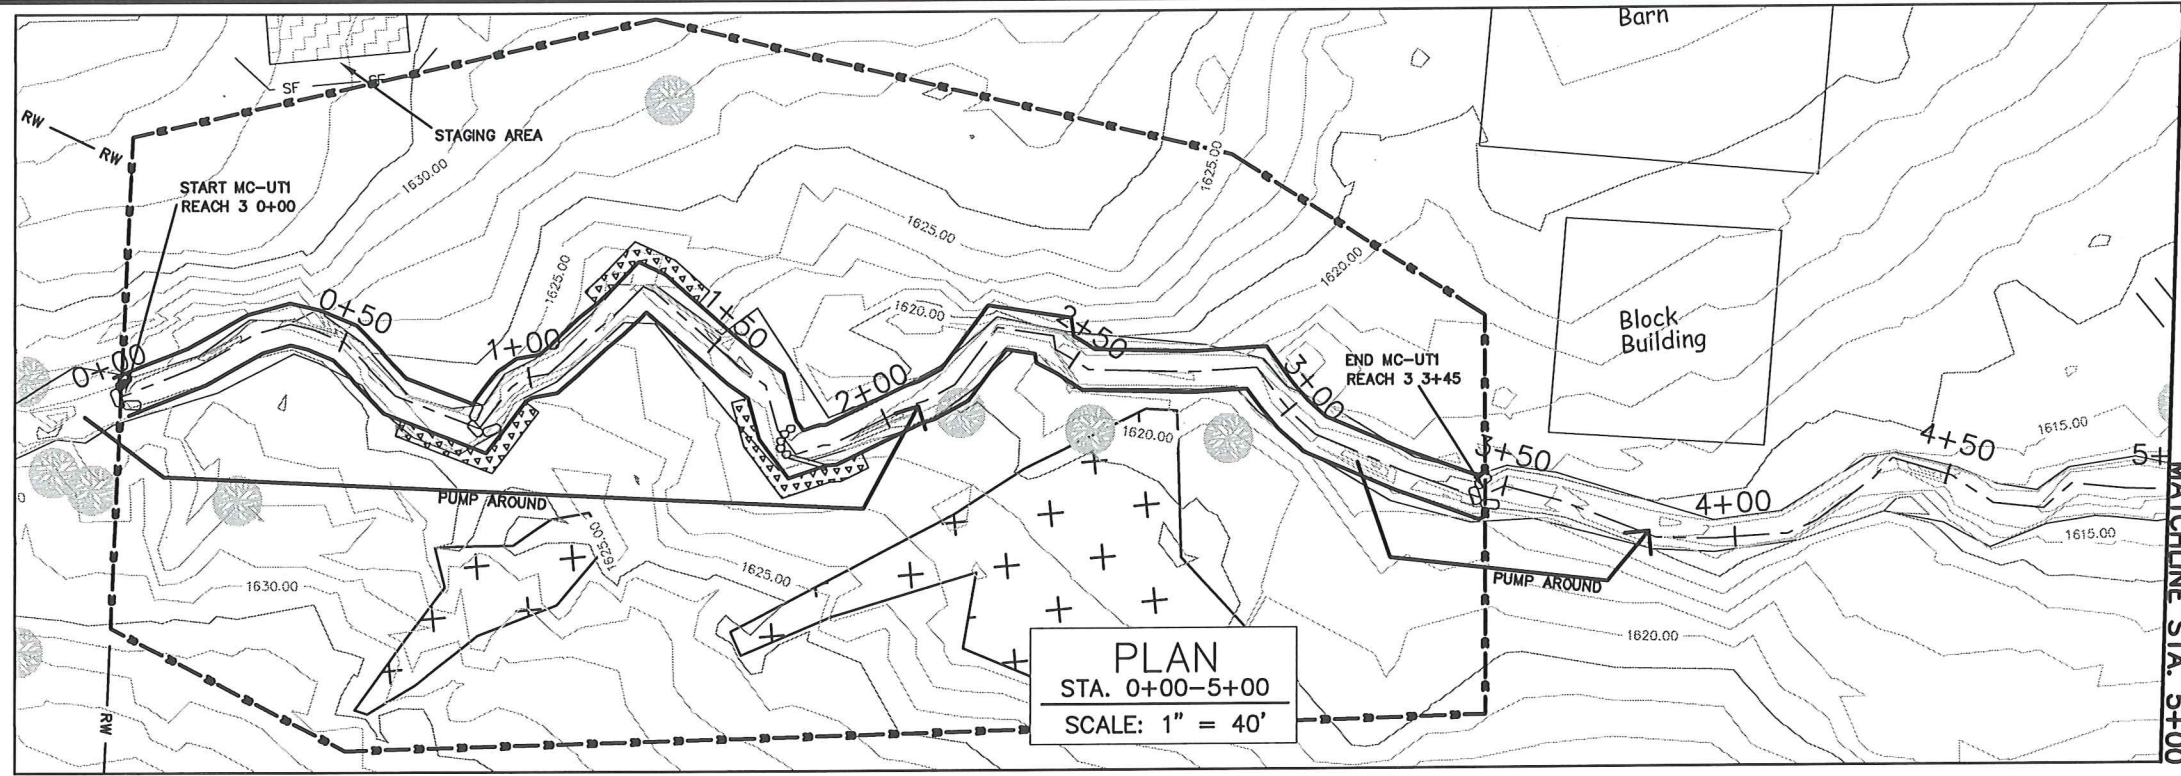 Barn
SF
SF
RW
RW
STAGING AREA
1630.00
1625.00
START MC-UT1
REACH 3 0+00
1625.00
1625.00
1620.00
1620.00
0+00
0+50
1+00
1+50
2+00
2+50
3+00
3+50
4+00
4+50
5+
END MC-UT1
REACH 3 3+45
Block
Building
1615.00
1620.00
PUMP AROUND
1625.00
1625.00
1630.00
1615.00
PUMP AROUND
1620.00
RW
PLAN
STA. 0+00-5+00
SCALE: 1" = 40'
MATCHLINE STA. 5+00